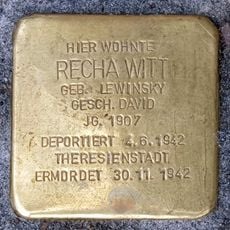 HIER WOHNTE
RECHA WITT
GEB. LEWINSKY
GESCH. DAVID
JG. 1907
DEPORTIERT 4.6.1942
THERESIENSTADT
ERMORDET 30.11.1942